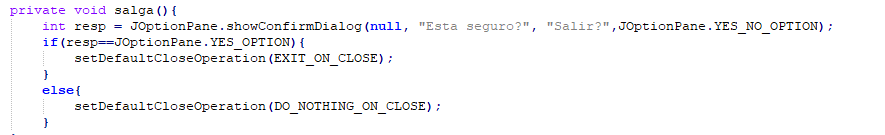 private void salga(){
int resp = JOptionPane.showConfirmDialog(null, "Esta seguro?", "Salir?",JOptionPane.YES_NO_OPTION);
if(resp==JOptionPane.YES_OPTION){
setDefaultCloseOperation(EXIT_ON_CLOSE);
}
else{
setDefaultCloseOperation(DO_NOTHING_ON_CLOSE);
}